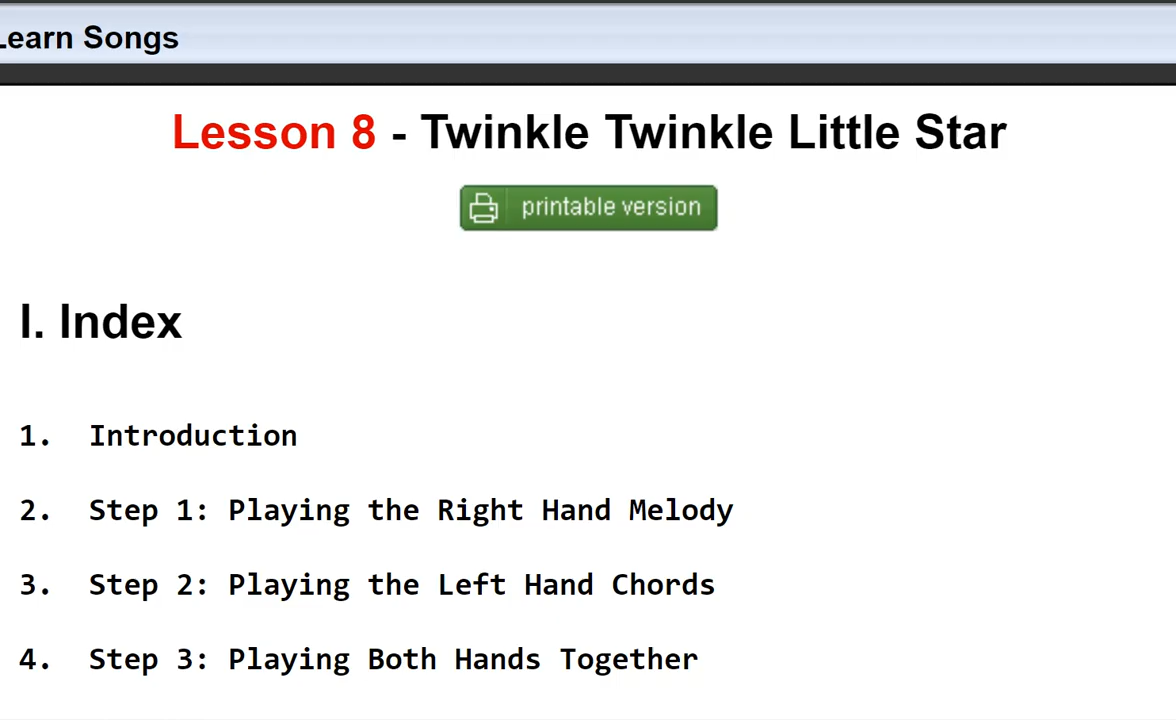 Learn Songs
Lesson 8 - Twinkle Twinkle Little Star
printable version
I. Index
1. Introduction
2. Step 1: Playing the Right Hand Melody
3. Step 2: Playing the Left Hand Chords
4. Step 3: Playing Both Hands Together